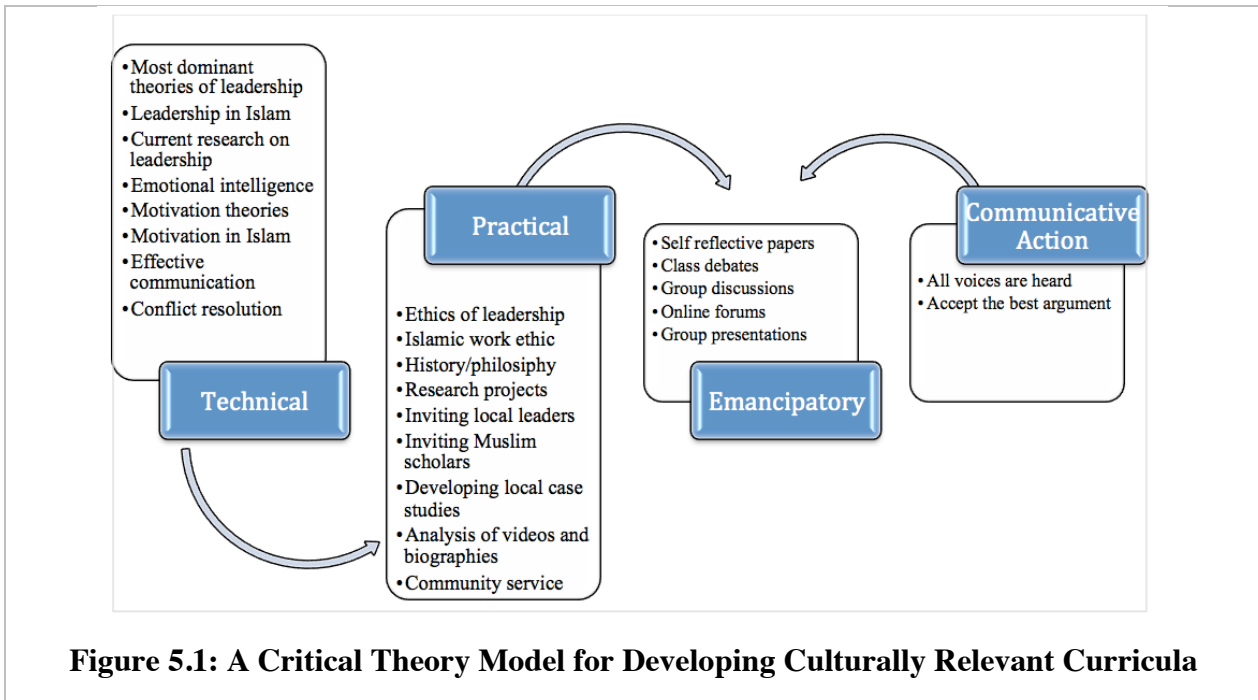 •Most dominant
theories of leadership
•Leadership in Islam
•Current research on
leadership
•Emotional intelligence
•Motivation theories
•Motivation in Islam
•Effective
communication
•Conflict resolution
Technical
Practical
•Ethics of leadership
•Islamic work ethic
•History/philosiphy
•Research projects
•Inviting local leaders
•Inviting Muslim
scholars
•Developing local case
studies
•Analysis of videos and
biographies
•Community service
•Self reflective papers
•Class debates
•Group discussions
•Online forums
•Group presentations
Emancipatory
Communicative
Action
•All voices are heard
•Accept the best argument
Figure 5.1: A Critical Theory Model for Developing Culturally Relevant Curricula